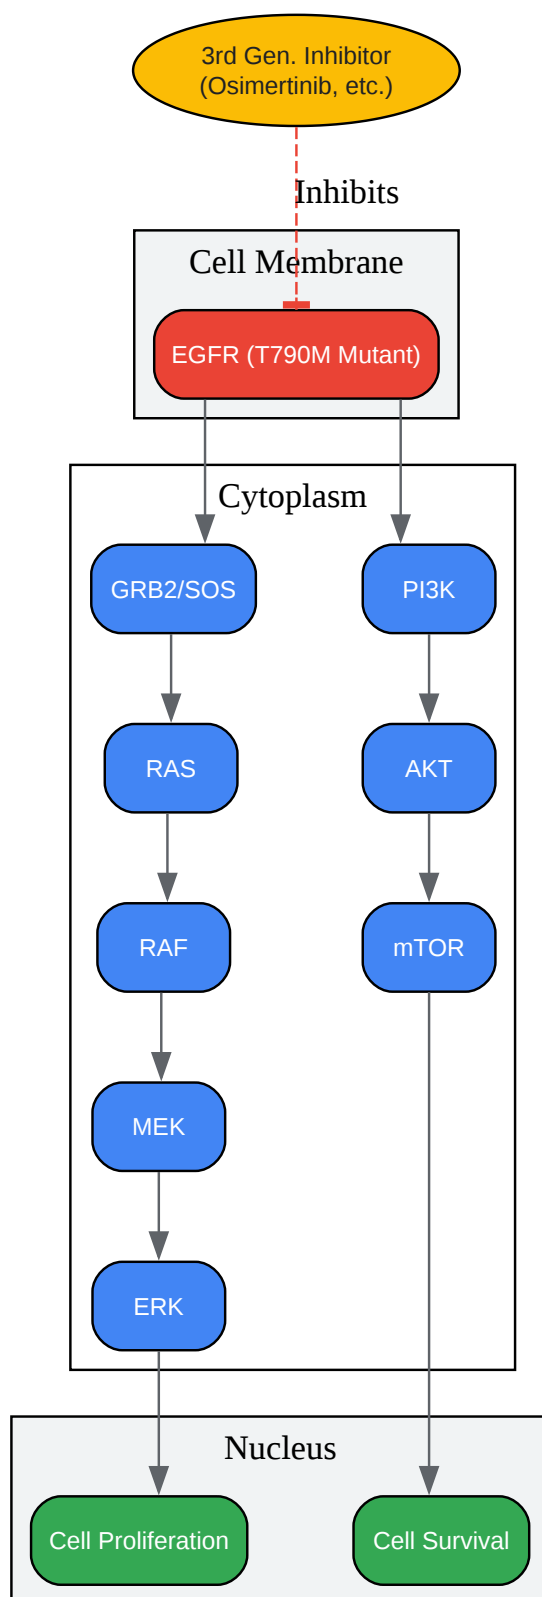 3rd Gen. Inhibitor
(Osimertinib, etc.)
Inhibits
Cell Membrane
EGFR (T790M Mutant)
Cytoplasm
GRB2/SOS
PI3K
RAS
AKT
RAF
mTOR
MEK
ERK
Nucleus
Cell Proliferation
Cell Survival